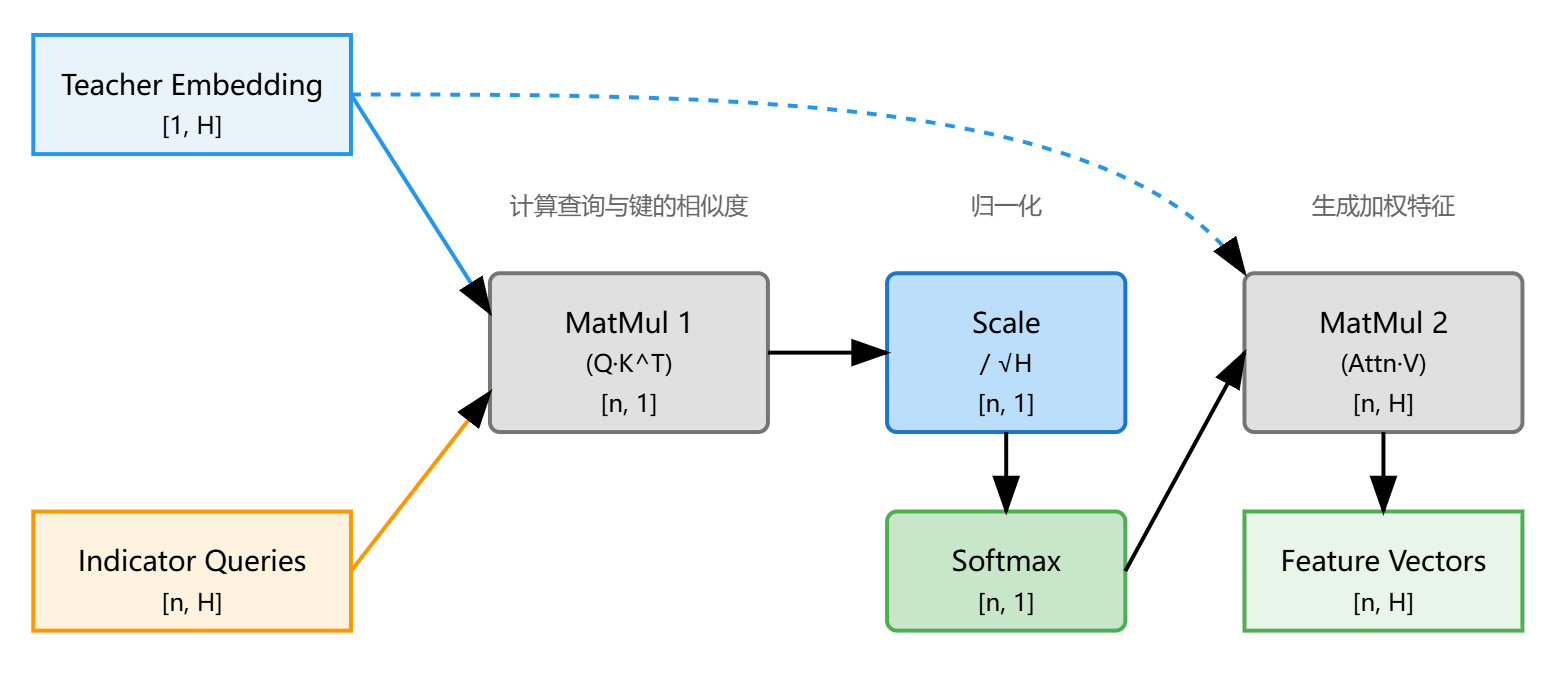 Teacher Embedding
[1, H]
计算查询与键的相似度
归一化
生成加权特征
MatMul 1
(Q·K^T)
[n, 1]
Scale
/ √H
[n, 1]
MatMul 2
(Attn·V)
[n, H]
Indicator Queries
[n, H]
Softmax
[n, 1]
Feature Vectors
[n, H]